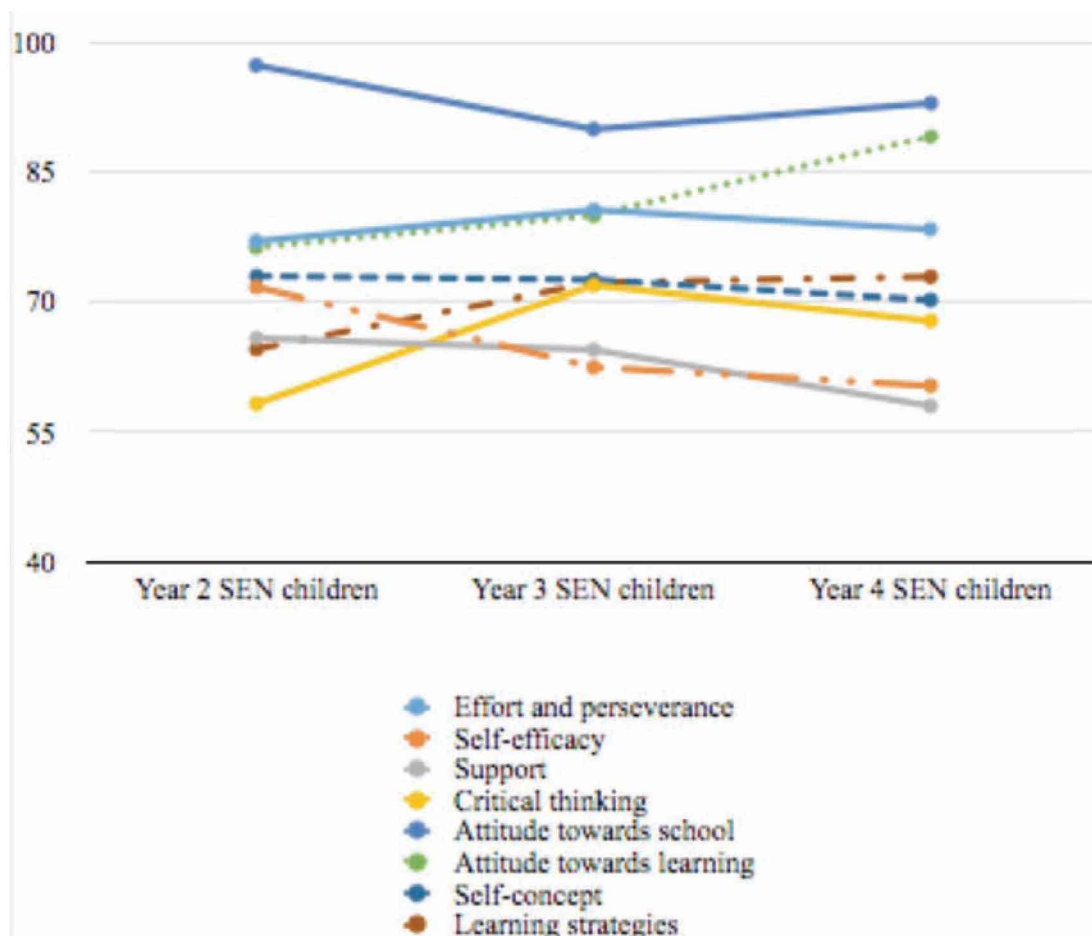 100
85
70
55
40
Year 2 SEN children Year 3 SEN children Year 4 SEN children
Effort and perseverance
Self-efficacy
Support
Critical thinking
Attitude towards school
Attitude towards learning
Self-concept
Learning strategies